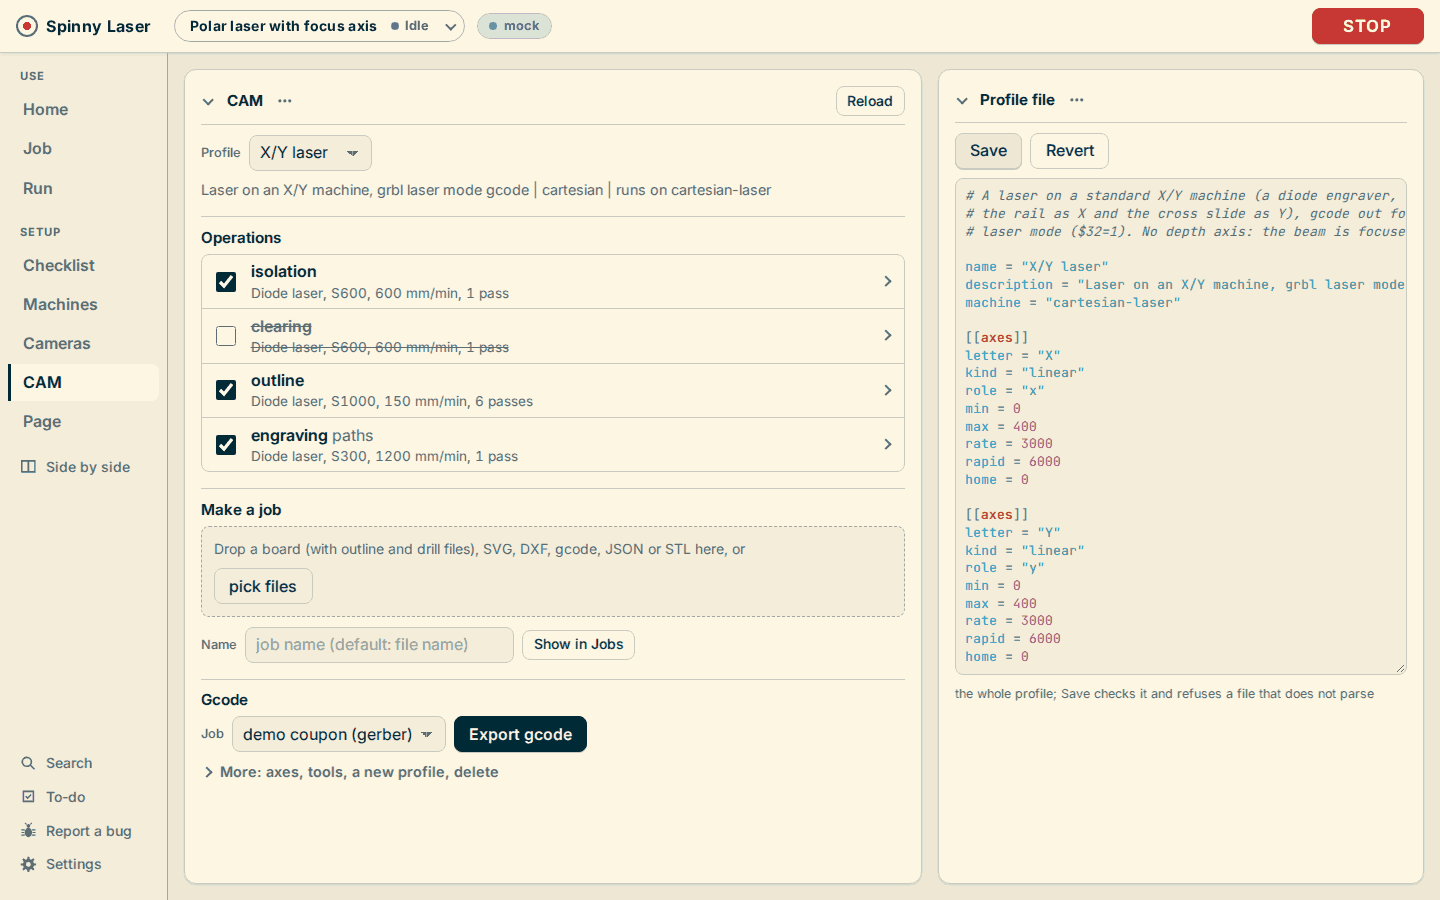 Spinny Laser
Polar laser with focus axis
Idle
mock
STOP
USE
Home
Job
Run
SETUP
Checklist
Machines
Cameras
CAM
Page
Side by side
Search
To-do
Report a bug
Settings
CAM ...
Reload
Profile
X/Y laser
Laser on an X/Y machine, grbl laser mode gcode | cartesian | runs on cartesian-laser
Operations
isolation
Diode laser, S600, 600 mm/min, 1 pass
clearing
Diode laser, S600, 600 mm/min, 1 pass
outline
Diode laser, S1000, 150 mm/min, 6 passes
engraving paths
Diode laser, S300, 1200 mm/min, 1 pass
Make a job
Drop a board (with outline and drill files), SVG, DXF, gcode, JSON or STL here, or
pick files
Name
job name (default: file name)
Show in Jobs
Gcode
Job
demo coupon (gerber)
Export gcode
More: axes, tools, a new profile, delete
Profile file ...
Save
Revert
# A laser on a standard X/Y machine (a diode engraver,
# the rail as X and the cross slide as Y), gcode out fo
# laser mode ($32=1). No depth axis: the beam is focuse
name = "X/Y laser"
description = "Laser on an X/Y machine, grbl laser mode
machine = "cartesian-laser"
[[axes]]
letter = "X"
kind = "linear"
role = "x"
min = 0
max = 400
rate = 3000
rapid = 6000
home = 0
[[axes]]
letter = "Y"
kind = "linear"
role = "y"
min = 0
max = 400
rate = 3000
rapid = 6000
home = 0
the whole profile; Save checks it and refuses a file that does not parse